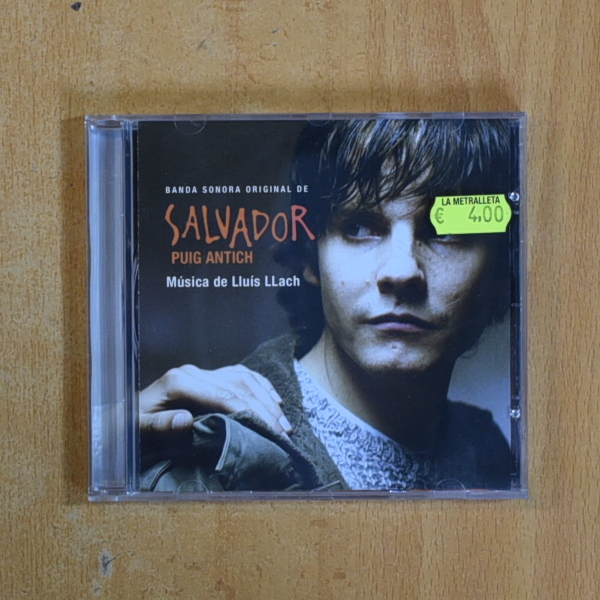 BANDA SONORA ORIGINAL DE
SALVADOR
PUIG ANTICH
Música de Lluís LLach
LA METRALLETA
€ 4,00